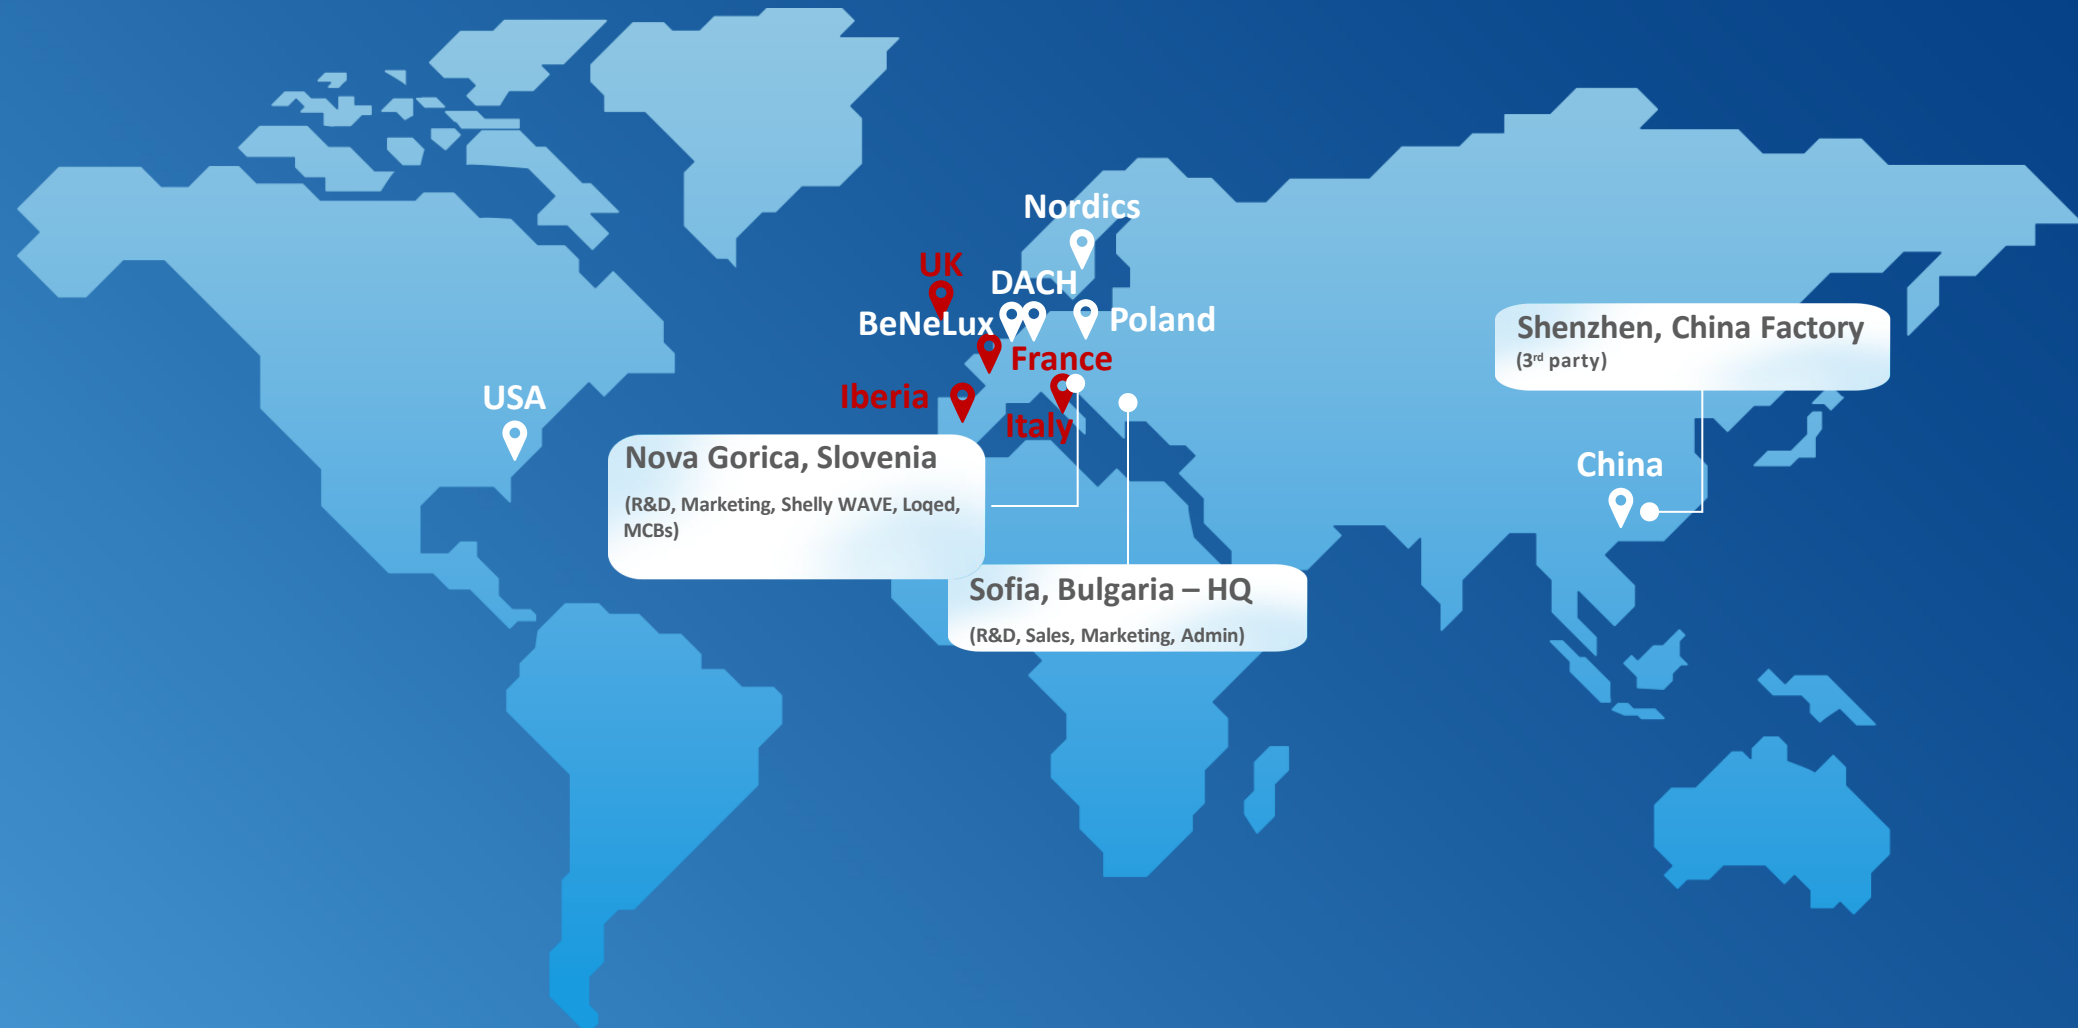 Nordics
UK
DACH
BeNeLux
Poland
France
Iberia
Italy
USA
Shenzhen, China Factory
(3rd party)
China
Nova Gorica, Slovenia
(R&D, Marketing, Shelly WAVE, Loqed,
MCBs)
Sofia, Bulgaria – HQ
(R&D, Sales, Marketing, Admin)